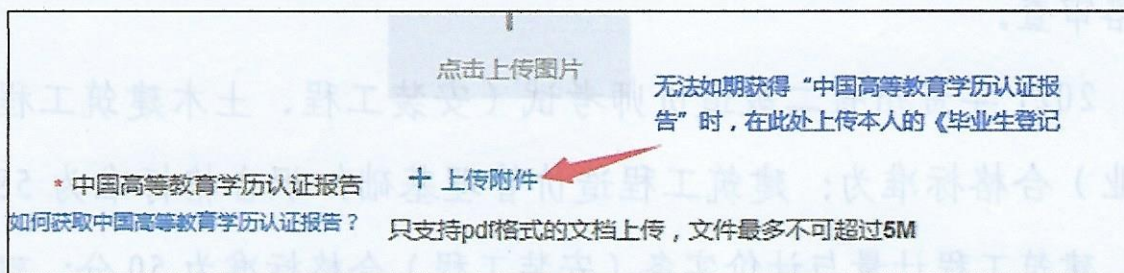 点击上传图片
无法如期获得“中国高等教育学历认证报
告”时，在此处上传本人的《毕业生登记
* 中国高等教育学历认证报告
+ 上传附件
如何获取中国高等教育学历认证报告？
只支持pdf格式的文档上传，文件最多不可超过5M